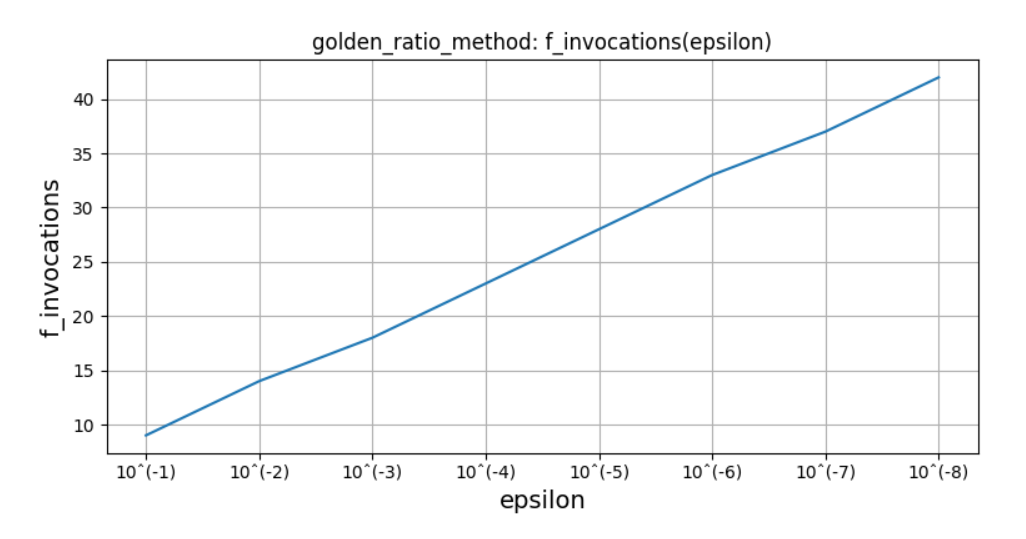 golden_ratio_method: f_invocations(epsilon)
f_invocations
40
35
30
25
20
15
10
10^(-1) 10^(-2) 10^(-3) 10^(-4) 10^(-5) 10^(-6) 10^(-7) 10^(-8)
epsilon